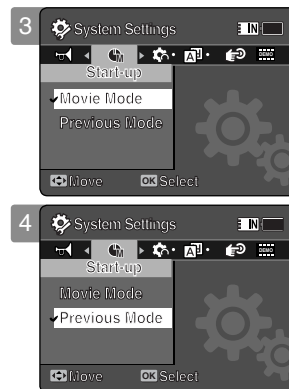 3
System Settings
IN
Start-up
Movie Mode
Previous Mode
Move OK Select
4
System Settings
IN
Start-up
Movie Mode
Previous Mode
Move OK Select